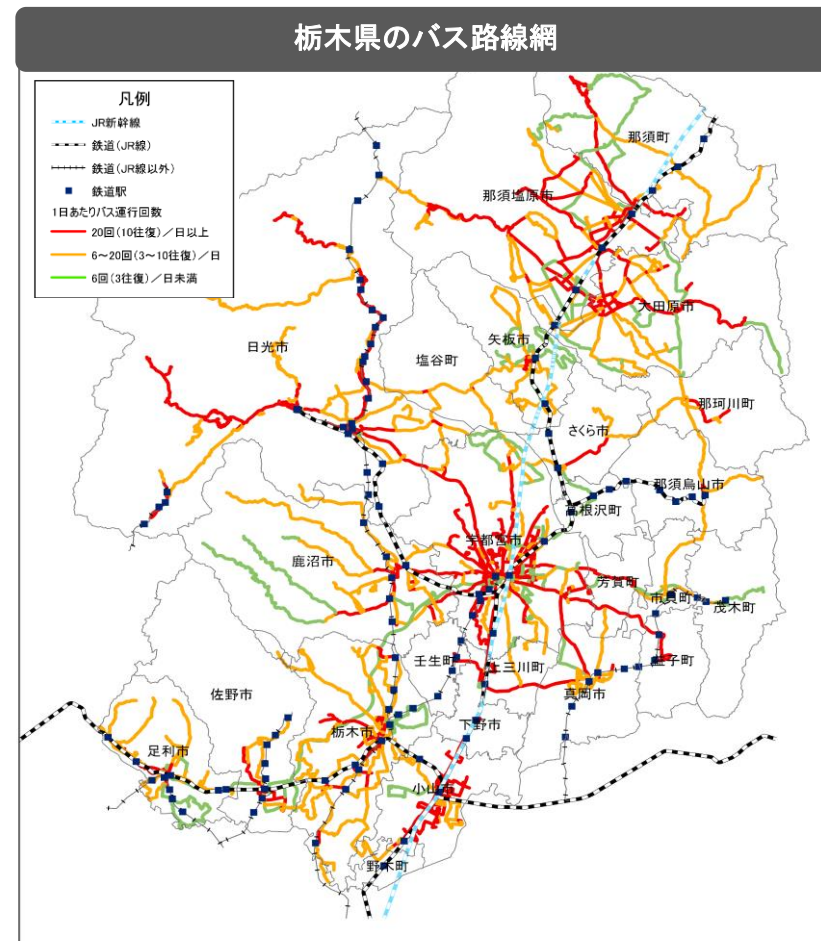 栃木県のバス路線網
凡例
JR新幹線
鉄道(JR線)
鉄道(JR線以外)
鉄道駅
1日あたりバス運行回数
20回(10往復)/日以上
6~20回(3~10往復)/日
6回(3往復)/日未満
那須町
那須塩原市
大田原市
日光市
塩谷町
矢板市
那珂川町
さくら市
那須烏山市
高根沢町
宇都宮市
鹿沼市
芳賀町
市貝町
茂木町
壬生町
上三川町
益子町
真岡市
佐野市
下野市
栃木市
足利市
小山市
野木町